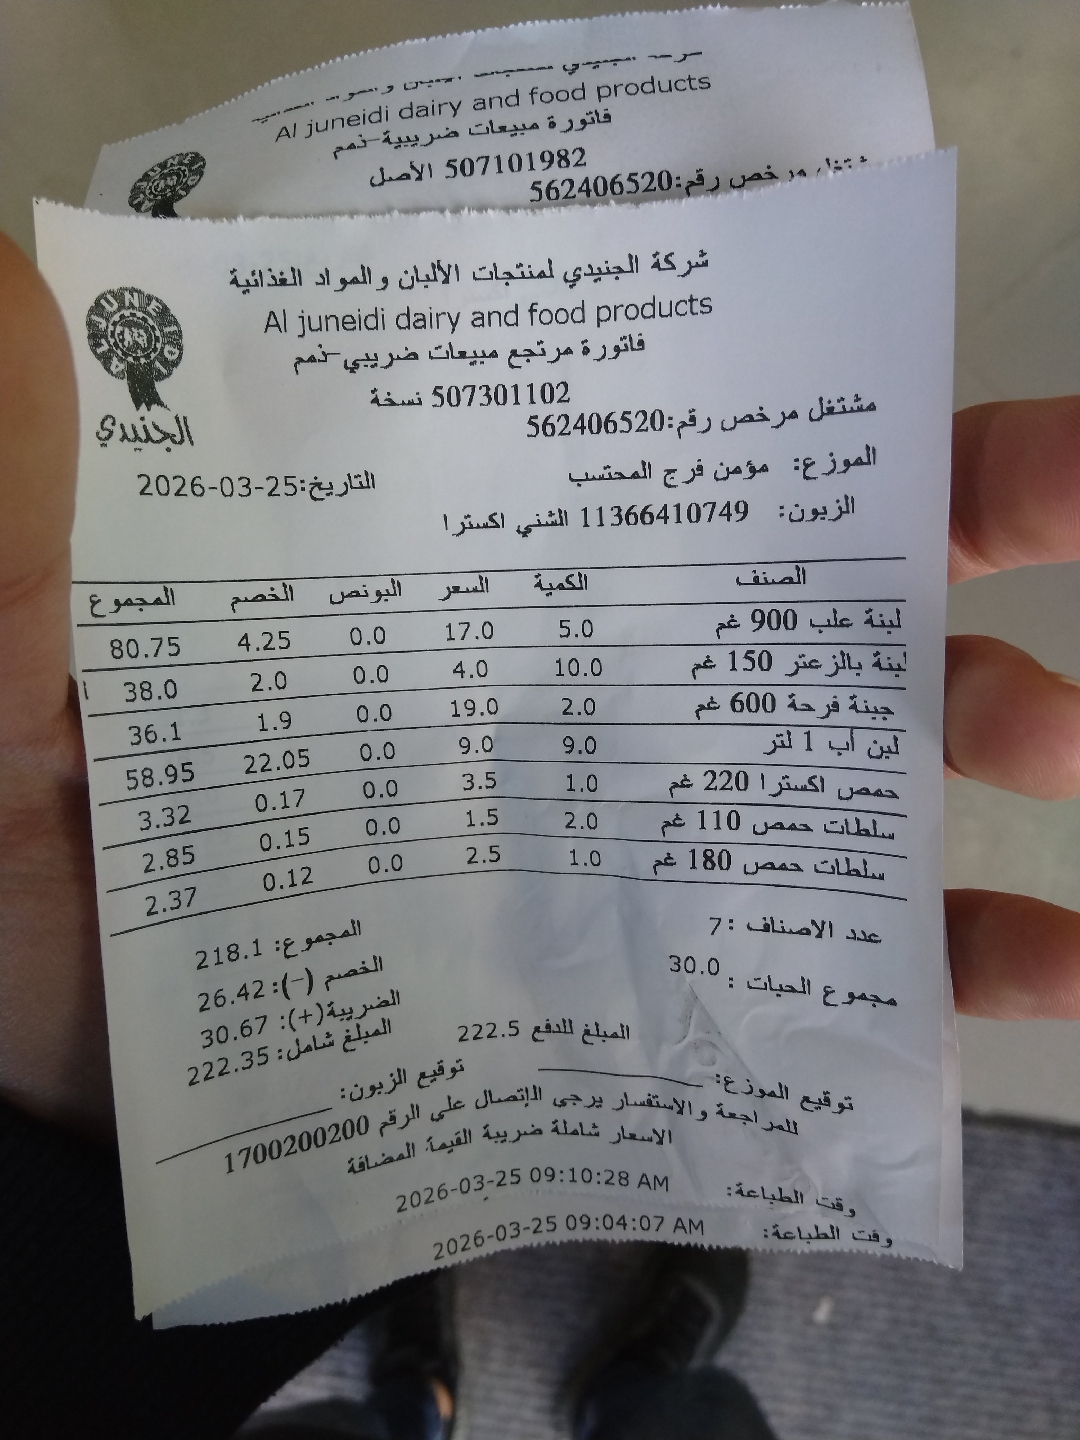 Al juneidi dairy and food products
فاتورة مبيعات ضريبية-ذمم
507101982 الأصل
مشتغل مرخص رقم:562406520
شركة الجنيدي لمنتجات الألبان والمواد الغذائية
Al juneidi dairy and food products
فاتورة مرتجع مبيعات ضريبي-ذمم
507301102 نسخة
مشتغل مرخص رقم:562406520
الجنيدي
AL JUNEIDI
الموزع: مؤمن فرج المحتسب
التاريخ:2026-03-25
الزبون: 11366410749 الشني اكسترا
الصنف الكمية السعر البونص الخصم المجموع
لبنة علب 900 غم 5.0 17.0 0.0 4.25 80.75
لبنة بالزعتر 150 غم 10.0 4.0 0.0 2.0 38.0
جبنة فرحة 600 غم 2.0 19.0 0.0 1.9 36.1
لبن أب 1 لتر 9.0 9.0 0.0 22.05 58.95
حمص اكسترا 220 غم 1.0 3.5 0.0 0.17 3.32
سلطات حمص 110 غم 2.0 1.5 0.0 0.15 2.85
سلطات حمص 180 غم 1.0 2.5 0.0 0.12 2.37
عدد الاصناف :7
المجموع: 218.1
مجموع الحبات : 30.0
الخصم (-): 26.42
الضريبة(+): 30.67
المبلغ شامل: 222.35
المبلغ للدفع 222.5
توقيع الموزع:
توقيع الزبون:
للمراجعة والاستفسار يرجى الإتصال على الرقم 1700200200
الاسعار شاملة ضريبة القيمة المضافة
وقت الطباعة: 2026-03-25 09:10:28 AM
وقت الطباعة: 2026-03-25 09:04:07 AM